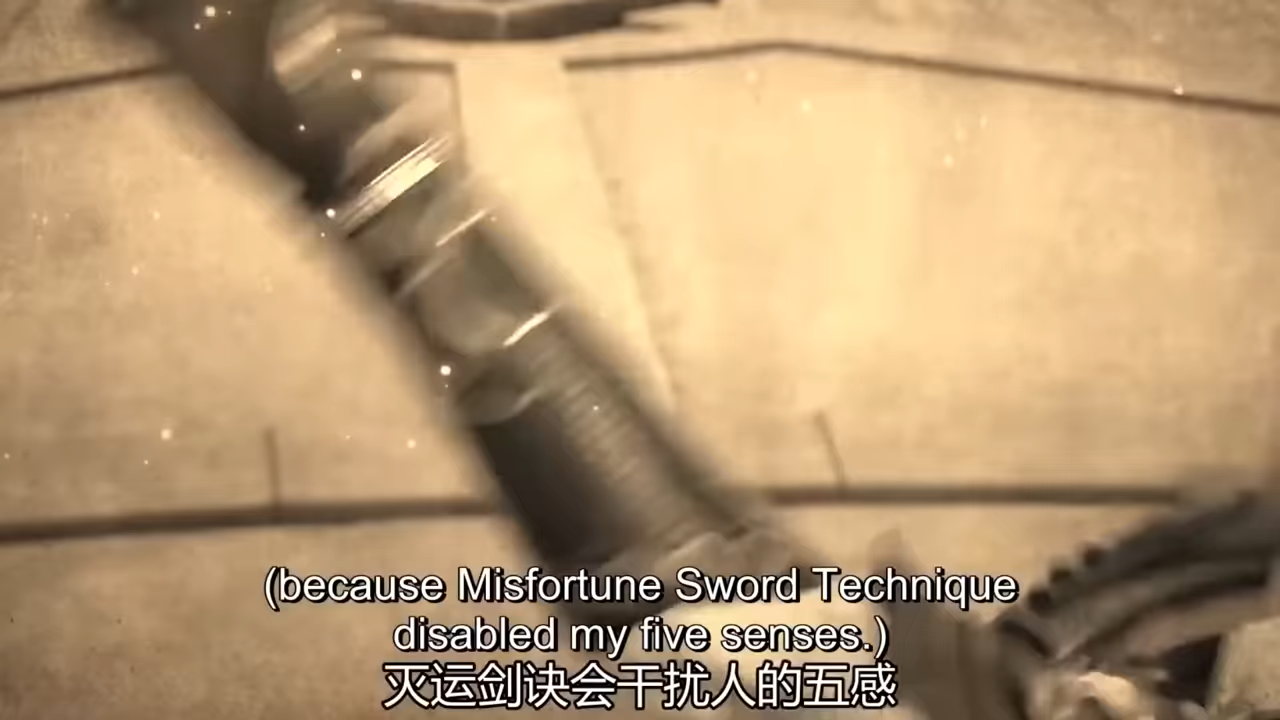 (because Misfortune Sword Technique
disabled my five senses.)
灭运剑诀会干扰人的五感